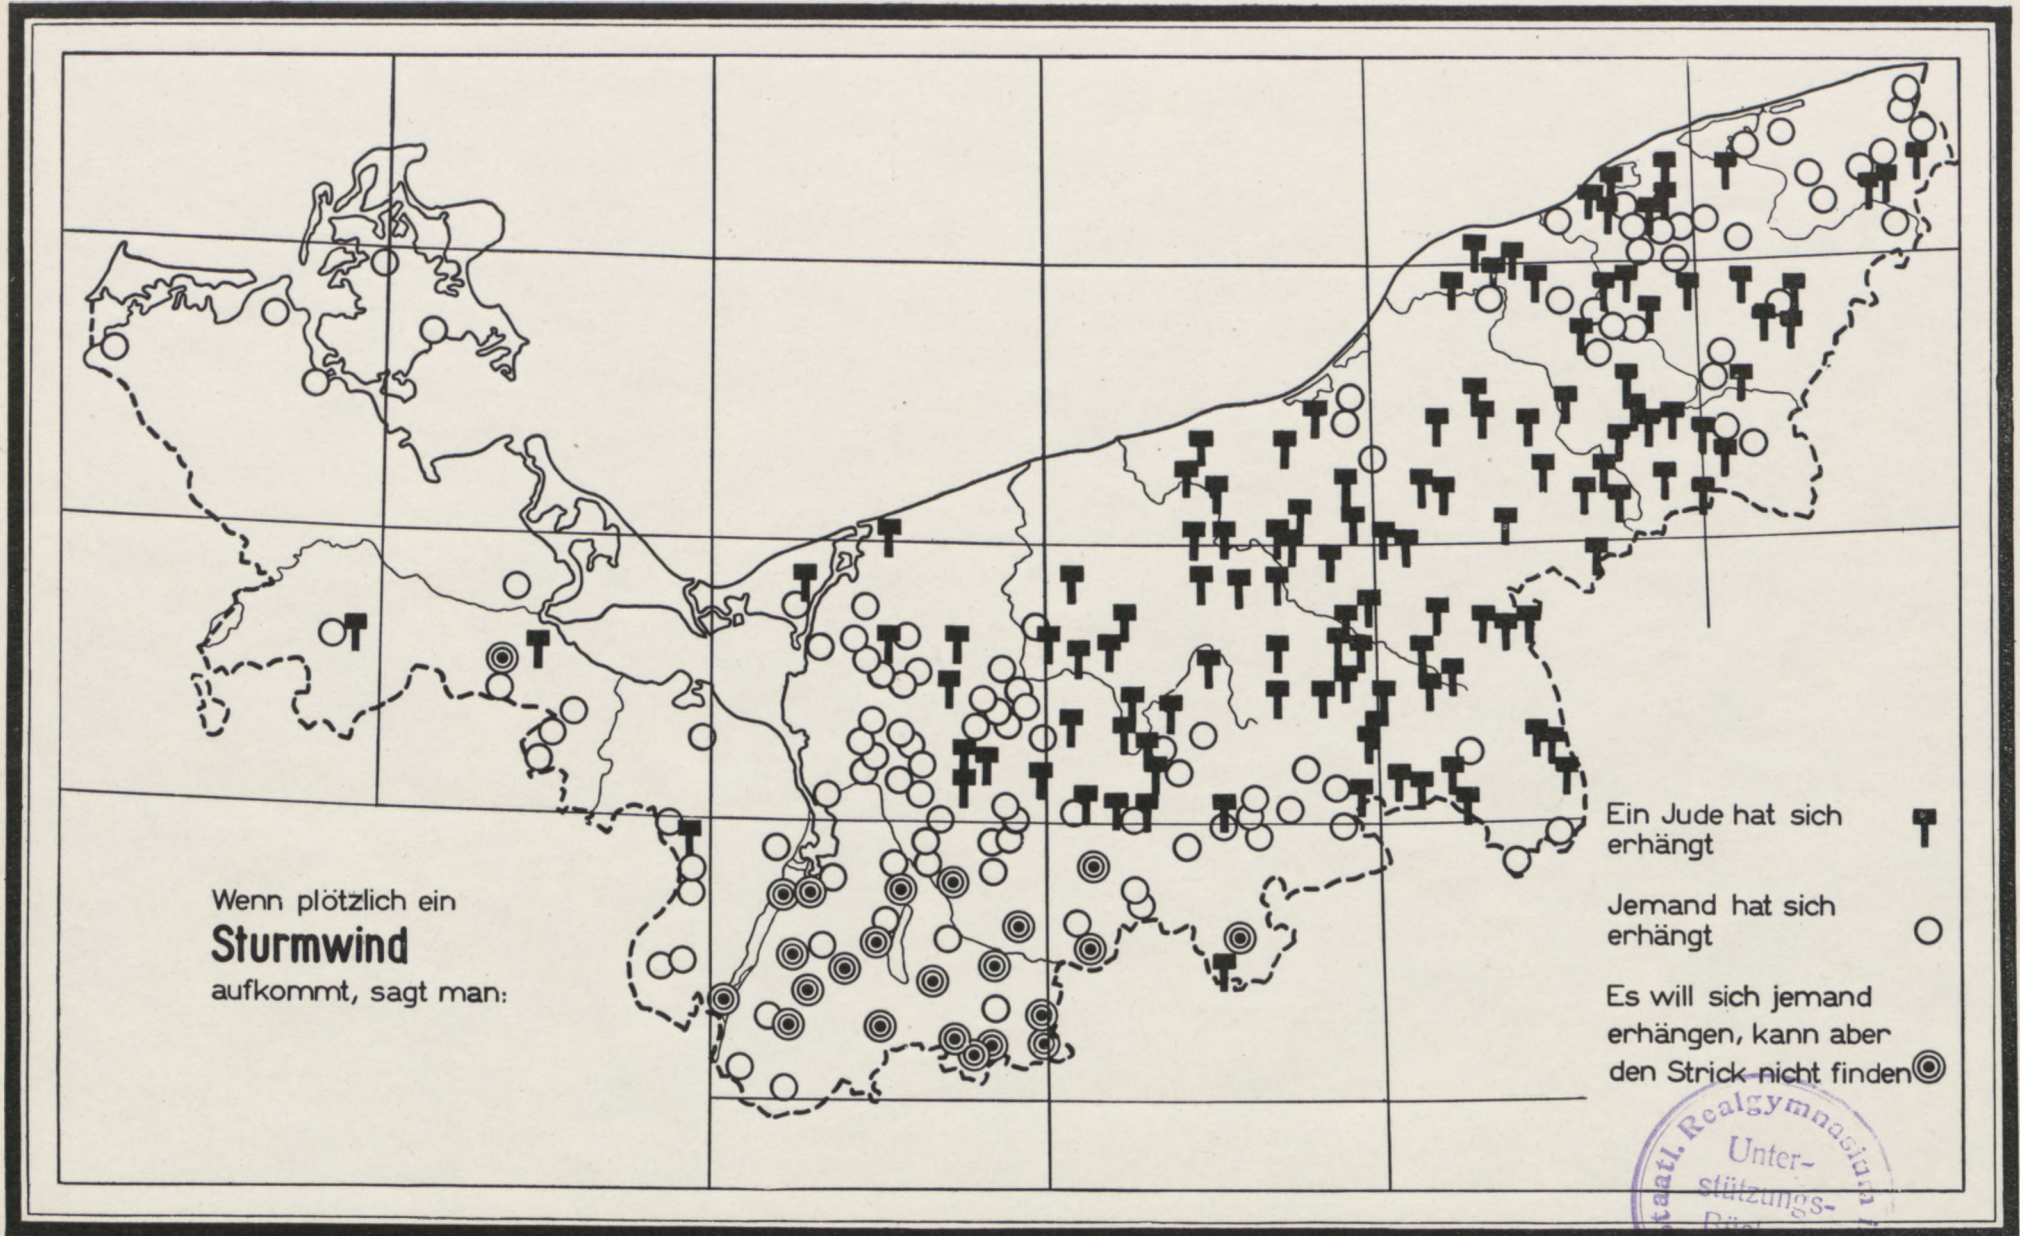 Wenn plötzlich ein
Sturmwind
aufkommt, sagt man:
Ein Jude hat sich
erhängt
Jemand hat sich
erhängt
Es will sich jemand
erhängen, kann aber
den Strick nicht finden
Staatl. Realgymnasium i
Unter-
stützungs-